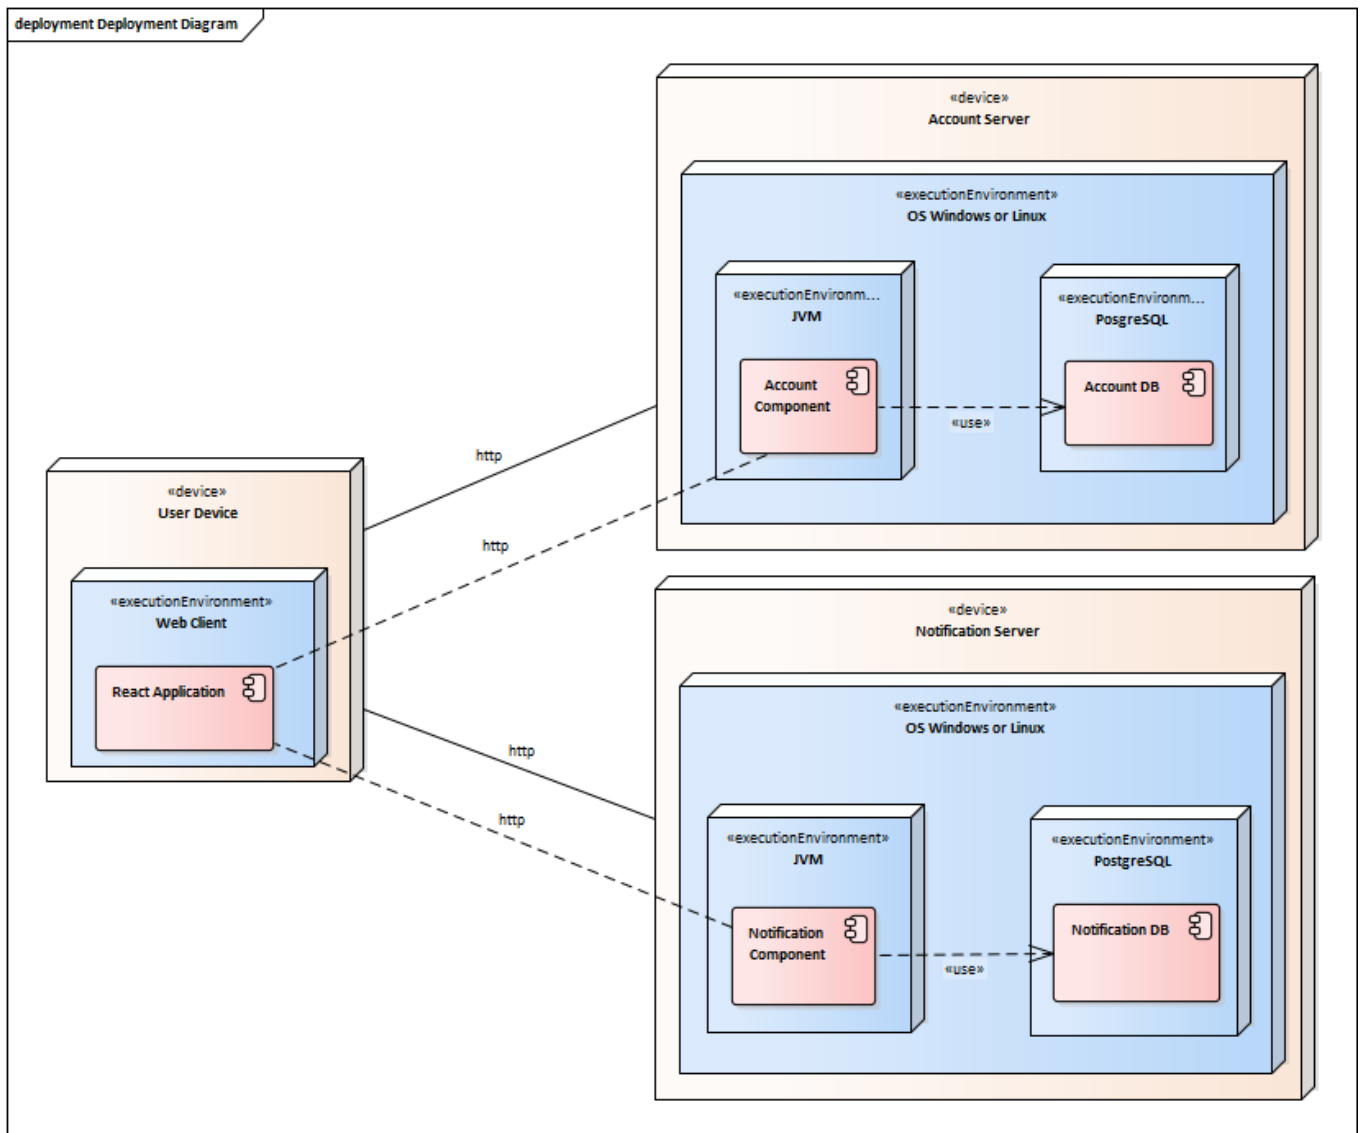 deployment Deployment Diagram
«device»
Account Server
«executionEnvironment»
OS Windows or Linux
«executionEnvironm...
JVM
Account
Component
«use»
«executionEnvironm...
PosgreSQL
Account DB
http
http
«device»
User Device
«executionEnvironment»
Web Client
React Application
http
http
«device»
Notification Server
«executionEnvironment»
OS Windows or Linux
«executionEnvironment»
JVM
Notification
Component
«use»
«executionEnvironment»
PostgreSQL
Notification DB